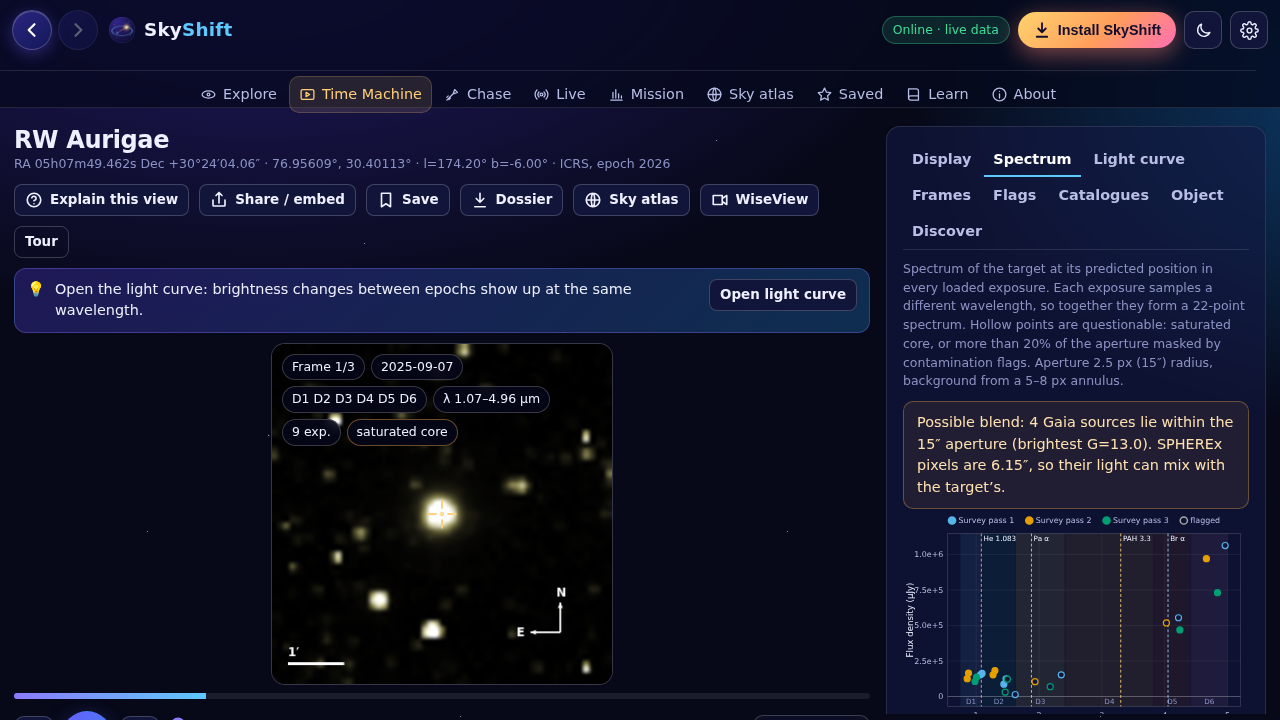 SkyShift
Online · live data
Install SkyShift
Explore
Time Machine
Chase
Live
Mission
Sky atlas
Saved
Learn
About
RW Aurigae
RA 05h07m49.462s Dec +30°24′04.06″ · 76.95609°, 30.40113° · l=174.20° b=-6.00° · ICRS, epoch 2026
Explain this view
Share / embed
Save
Dossier
Sky atlas
WiseView
Tour
Open the light curve: brightness changes between epochs show up at the same
wavelength.
Open light curve
Frame 1/3
2025-09-07
D1 D2 D3 D4 D5 D6
λ 1.07–4.96 µm
9 exp.
saturated core
N
E
1′
Display
Spectrum
Light curve
Frames
Flags
Catalogues
Object
Discover
Spectrum of the target at its predicted position in
every loaded exposure. Each exposure samples a
different wavelength, so together they form a 22-point
spectrum. Hollow points are questionable: saturated
core, or more than 20% of the aperture masked by
contamination flags. Aperture 2.5 px (15″) radius,
background from a 5–8 px annulus.
Possible blend: 4 Gaia sources lie within the
15″ aperture (brightest G=13.0). SPHEREx
pixels are 6.15″, so their light can mix with
the target’s.
Survey pass 1
Survey pass 2
Survey pass 3
flagged
He 1.083
Pa α
PAH 3.3
Br α
1.0e+6
7.5e+5
5.0e+5
2.5e+5
0
Flux density (µJy)
D1
D2
D3
D4
D5
D6